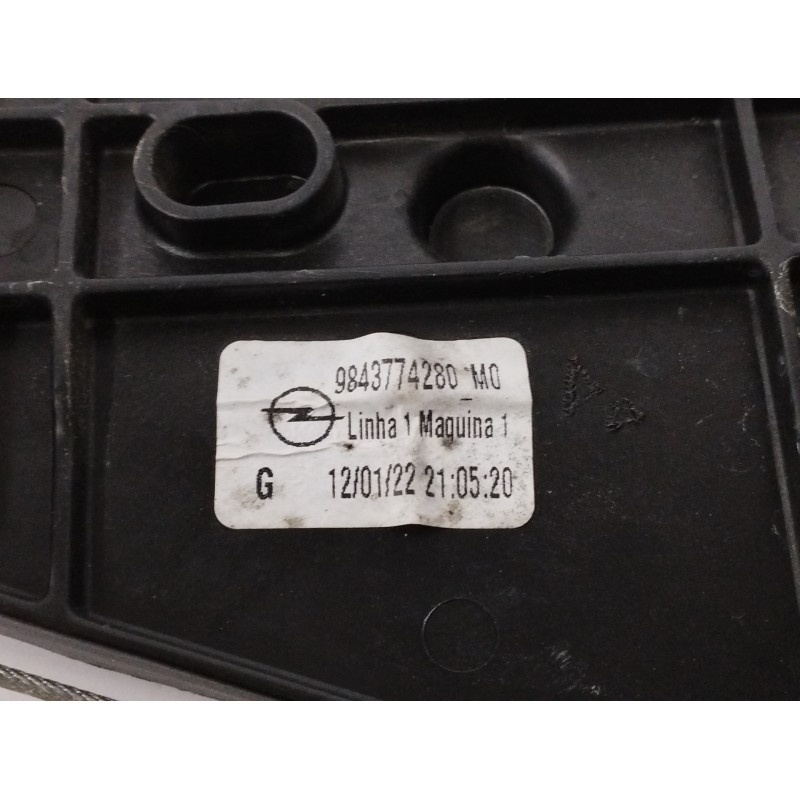 9843774280 M0
Linha 1 Maquina 1
G 12/01/22 21:05:20